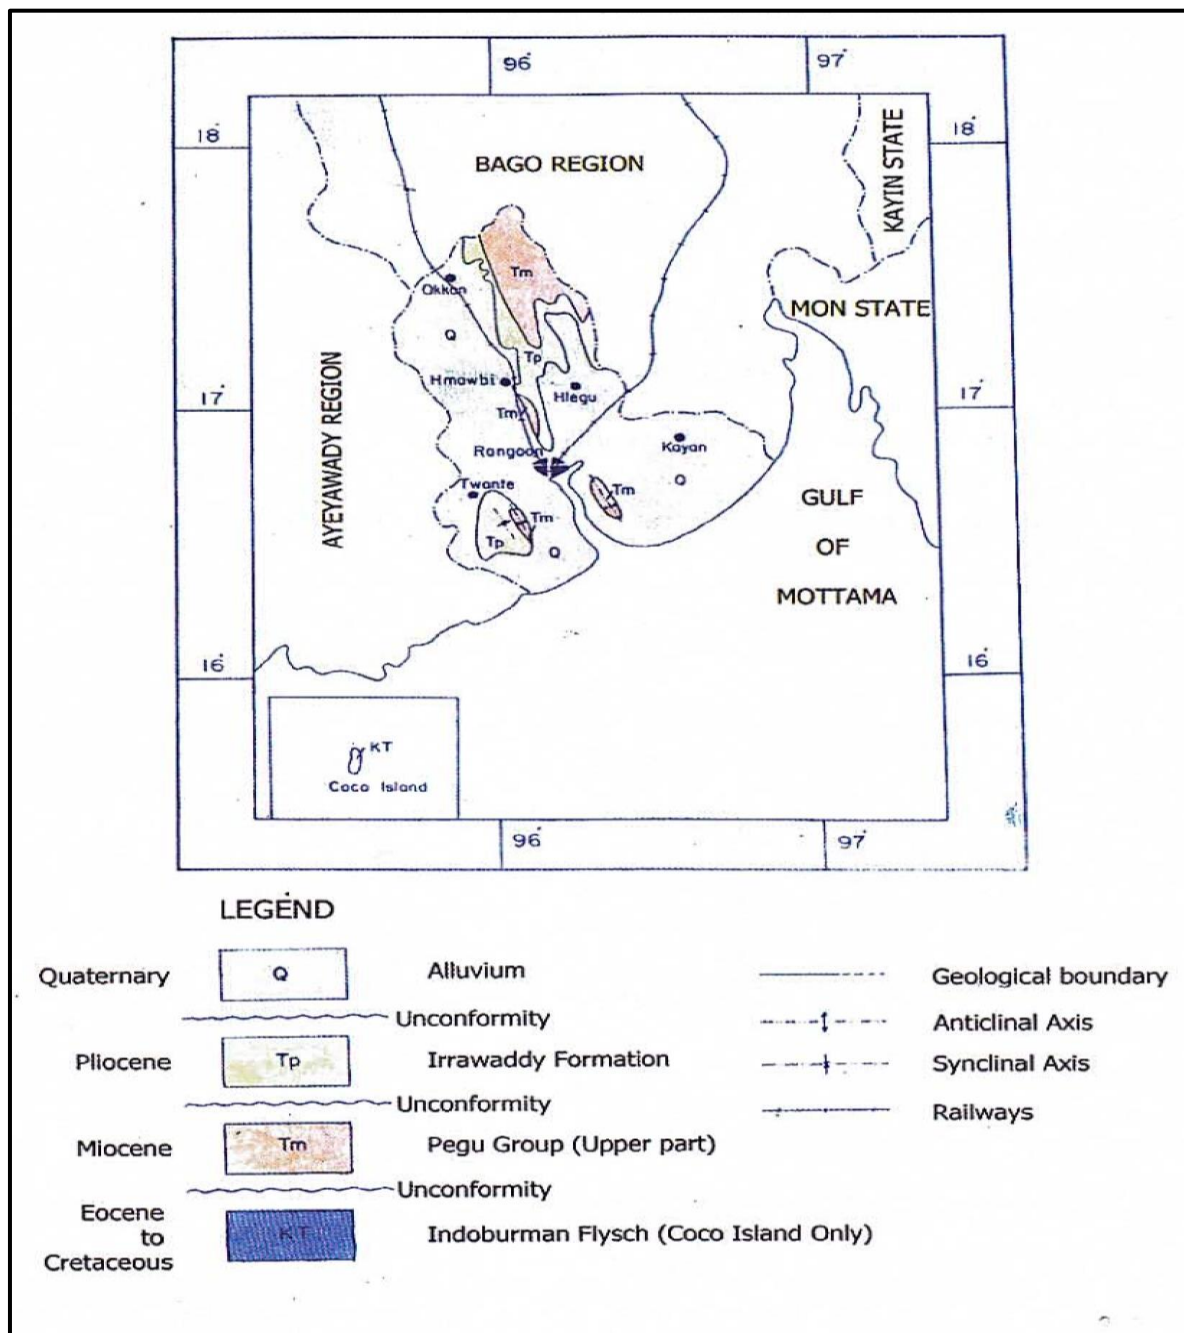 96°
97°
18°
18°
BAGO REGION
KAYIN STATE
Tm
Okkan
MON STATE
Q
Tp
Hmawbi
Hlegu
17°
17°
AYEYAWADY REGION
Tm
Kayan
Rangoon
Q
Twante
Tm
GULF
OF
MOTTAMA
Tm
Tp
Q
16°
16°
KT
Coco Island
96°
97°
LEGEND
Quaternary Q Alluvium
Unconformity
Pliocene Tp Irrawaddy Formation
Unconformity
Miocene Tm Pegu Group (Upper part)
Unconformity
Eocene
to
Cretaceous
KT Indoburman Flysch (Coco Island Only)
Geological boundary
Anticlinal Axis
Synclinal Axis
Railways